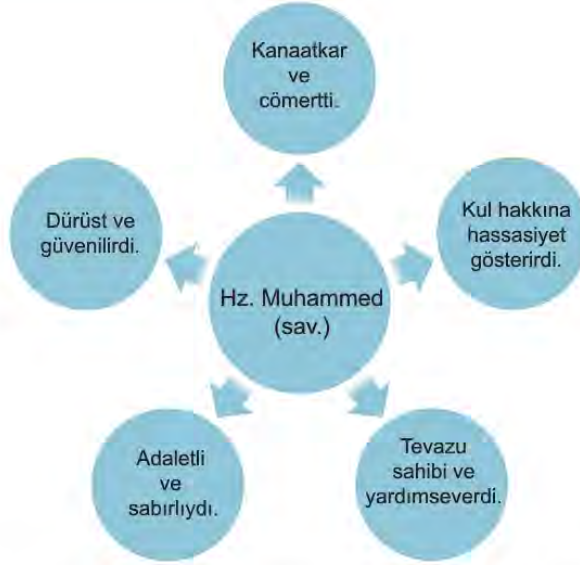 Kanaatkar
ve
cömertti.
Dürüst ve
güvenilirdi.
Kul hakkına
hassasiyet
gösterirdi.
Hz. Muhammed
(sav.)
Adaletli
ve
sabırlıydı.
Tevazu
sahibi ve
yardımseverdi.